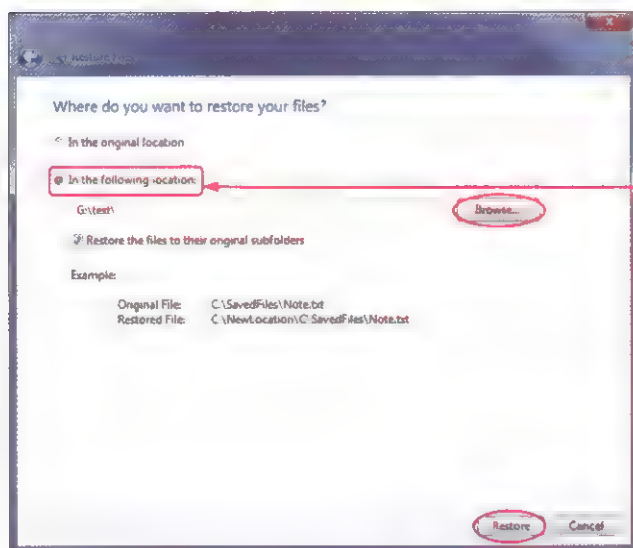 Restore Files
Where do you want to restore your files?
In the original location
In the following location:
G:\test\
Browse...
Restore the files to their original subfolders
Example:
Original File: C:\SavedFiles\Note.txt
Restored File: C:\NewLocation\C\SavedFiles\Note.txt
Restore Cancel